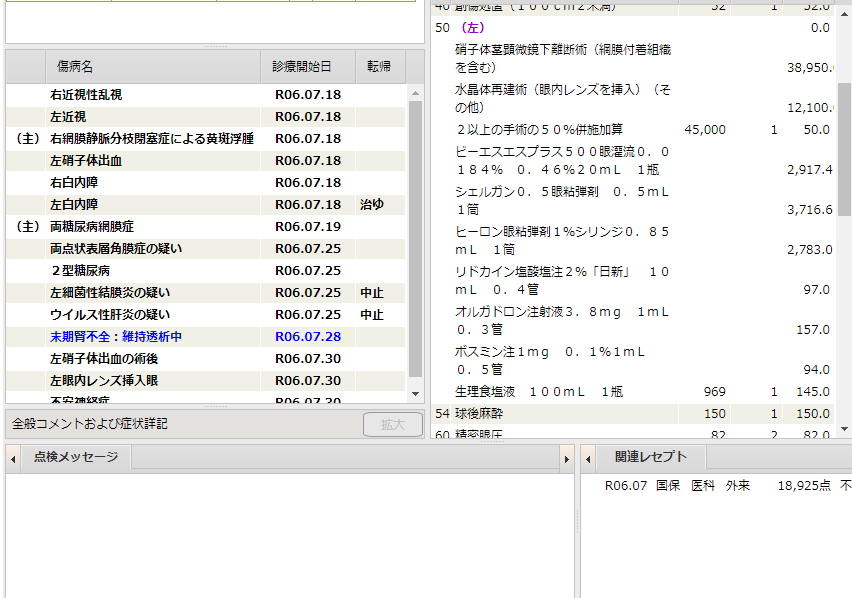 傷病名 診療開始日 転帰
右近視性乱視 R06.07.18
左近視 R06.07.18
(主) 右網膜静脈分枝閉塞症による黄斑浮腫 R06.07.18
左硝子体出血 R06.07.18
右白内障 R06.07.18
左白内障 R06.07.18 治ゆ
(主) 両糖尿病網膜症 R06.07.19
両点状表層角膜症の疑い R06.07.25
２型糖尿病 R06.07.25
左細菌性結膜炎の疑い R06.07.25 中止
ウイルス性肝炎の疑い R06.07.25 中止
末期腎不全：維持透析中 R06.07.28
左硝子体出血の術後 R06.07.30
左眼内レンズ挿入眼 R06.07.30
不安神経症 R06.07.30
全般コメントおよび症状詳記 拡大
40 創傷処置（１００ｃｍ２未満） 52 1 52.0
50 （左） 0.0
硝子体茎顕微鏡下離断術（網膜付着組織
を含む） 38,950.
水晶体再建術（眼内レンズを挿入）（そ
の他） 12,100.
２以上の手術の５０％併施加算 45,000 1 50.0
ビーエスエスプラス５００眼灌流０．０
１８４％　０．４６％２０ｍＬ　１瓶 2,917.4
シェルガン０．５眼粘弾剤　０．５ｍＬ
１筒 3,716.6
ヒーロン眼粘弾剤１％シリンジ０．８５
ｍＬ　１筒 2,783.0
リドカイン塩酸塩注２％「日新」　１０
ｍＬ　０．４管 97.0
オルガドロン注射液３．８ｍｇ　１ｍＬ
０．３管 157.0
ボスミン注１ｍｇ　０．１％１ｍＬ
０．５管 94.0
生理食塩液　１００ｍＬ　１瓶 969 1 145.0
54 球後麻酔 150 1 150.0
60 精密眼圧 82 2 82.0
点検メッセージ
関連レセプト
R06.07 国保 医科 外来 18,925点 不